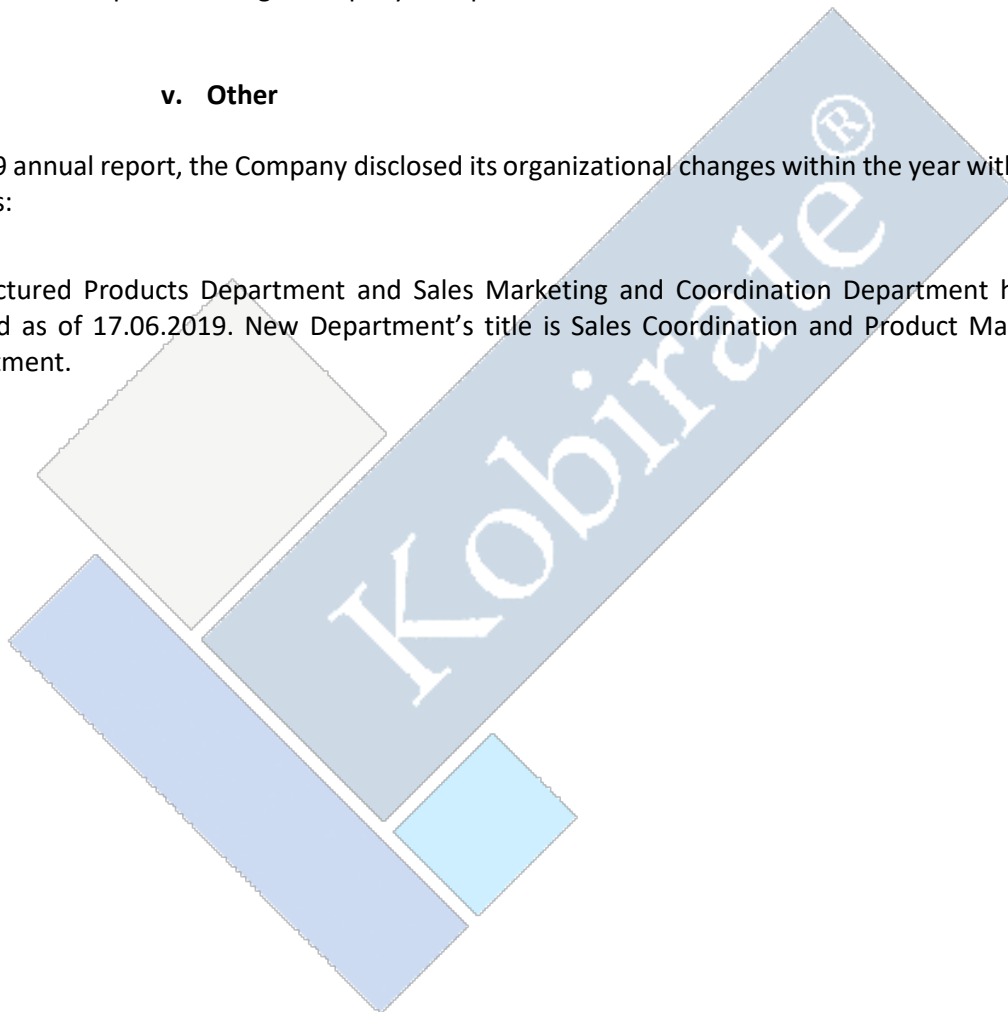 v. Other
9 annual report, the Company disclosed its organizational changes within the year with
s:
ctured Products Department and Sales Marketing and Coordination Department h
d as of 17.06.2019. New Department's title is Sales Coordination and Product Ma
tment.
Kobirate®